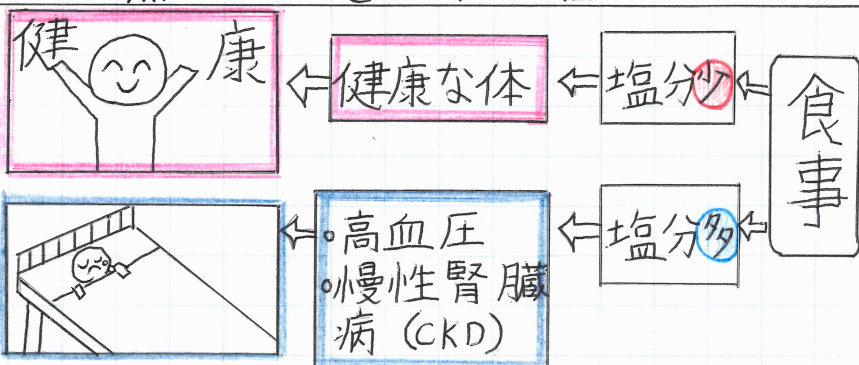 食事
塩分少
健康な体
健康
塩分多
・高血圧
・慢性腎臓
病(CKD)